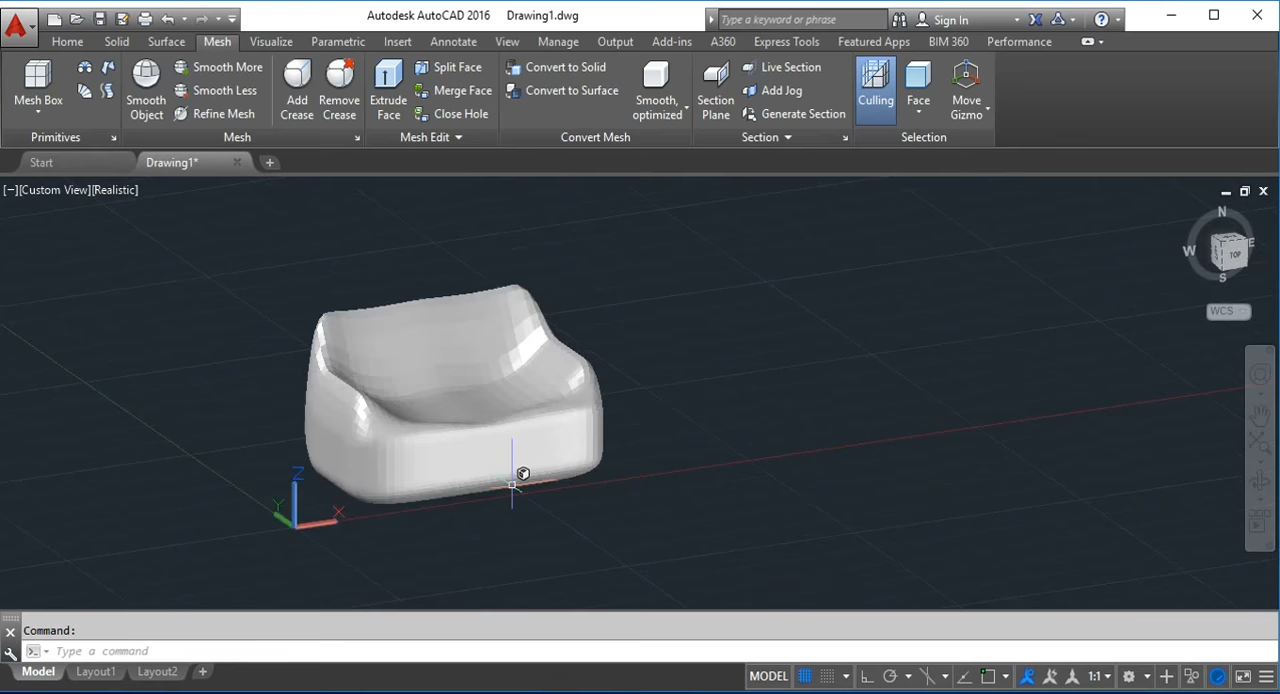 Autodesk AutoCAD 2016 Drawing1.dwg Type a keyword or phrase Sign In
Home Solid Surface Mesh Visualize Parametric Insert Annotate View Manage Output Add-ins A360 Express Tools Featured Apps BIM 360 Performance
Smooth More Split Face Convert to Solid Live Section
Mesh Box Smooth Object Smooth Less Add Crease Remove Crease Extrude Face Merge Face Convert to Surface Smooth, optimized Section Plane Add Jog Culling Face Move Gizmo
Refine Mesh Close Hole Generate Section
Primitives Mesh Mesh Edit Convert Mesh Section Selection
Start Drawing1*
[−][Custom View][Realistic]
N
W TOP E
S
WCS
Z
Y X
Command:
Type a command
Model Layout1 Layout2 MODEL 1:1